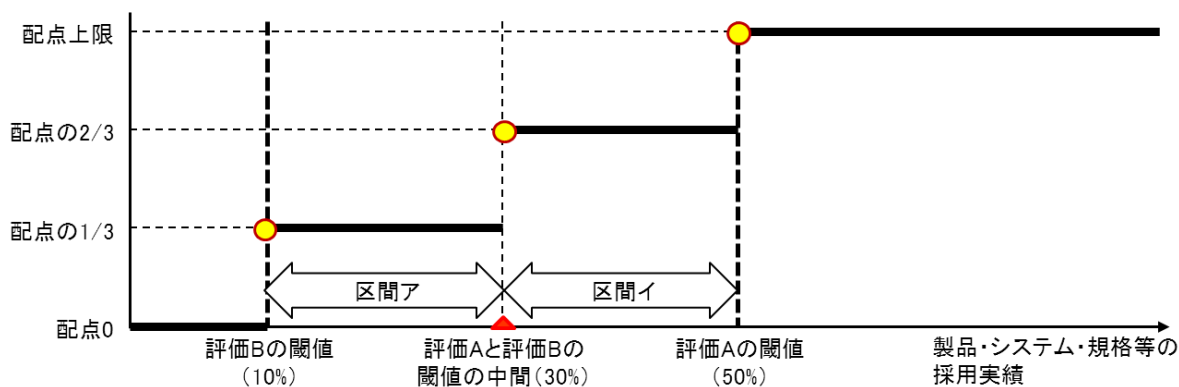 配点上限
配点の2/3
配点の1/3
区間ア
区間イ
配点0
評価Bの閾値
(10%)
評価Aと評価Bの
閾値の中間(30%)
評価Aの閾値
(50%)
製品・システム・規格等の
採用実績